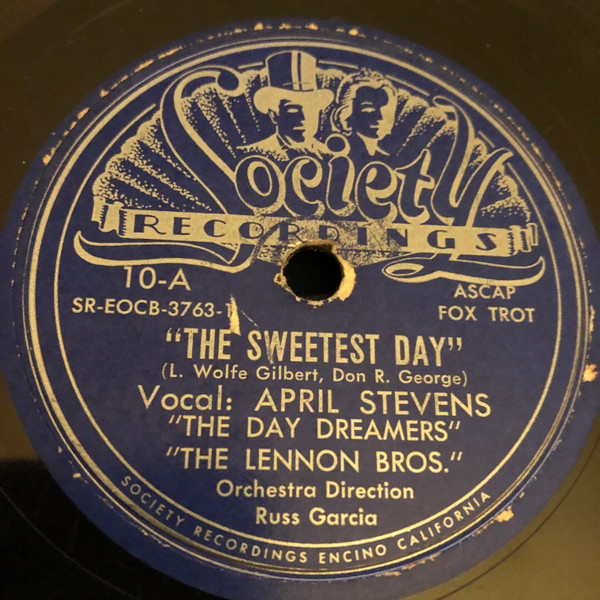 Society
RECORDINGS
10-A
SR-EOCB-3763-1
ASCAP
FOX TROT
"THE SWEETEST DAY"
(L. Wolfe Gilbert, Don R. George)
Vocal: APRIL STEVENS
"THE DAY DREAMERS"
"THE LENNON BROS."
Orchestra Direction
Russ Garcia
SOCIETY RECORDINGS ENCINO CALIFORNIA